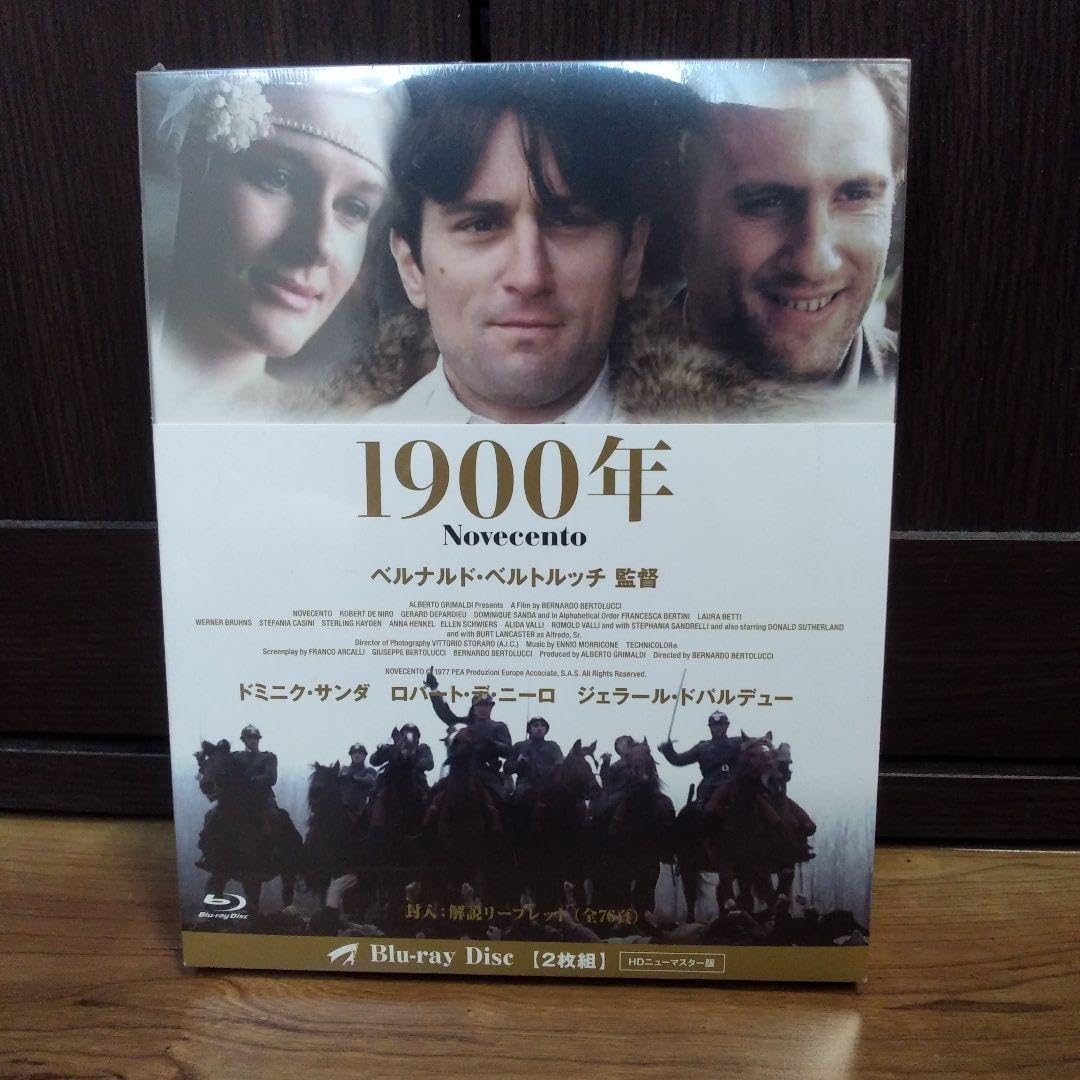 1900年
Novecento
ベルナルド・ベルトルッチ 監督
ALBERTO GRIMALDI Presents A Film by BERNARDO BERTOLUCCI
NOVECENTO ROBERT DE NIRO GERARD DEPARDIEU DOMINIQUE SANDA and in Alphabetical Order FRANCESCA BERTINI LAURA BETTI
WERNER BRUHNS STEFANIA CASINI STERLING HAYDEN ANNA HENKEL ELLEN SCHWIERS ALIDA VALLI ROMOLO VALLI and with STEPHANIA SANDRELLI and also starring DONALD SUTHERLAND
and with BURT LANCASTER as Alfredo, Sr.
Director of Photography VITTORIO STORARO (A.I.C.) Music by ENNIO MORRICONE TECHNICOLOR®
Screenplay by FRANCO ARCALLI GIUSEPPE BERTOLUCCI BERNARDO BERTOLUCCI Produced by ALBERTO GRIMALDI Directed by BERNARDO BERTOLUCCI
NOVECENTO © 1977 PEA Produzioni Europe Accociate, S.A.S. All Rights Reserved.
ドミニク・サンダ ロバート・デ・ニーロ ジェラール・ドパルデュー
Blu-ray Disc
封入:解説リーフレット(全76頁)
Blu-ray Disc 【2枚組】 HDニューマスター版